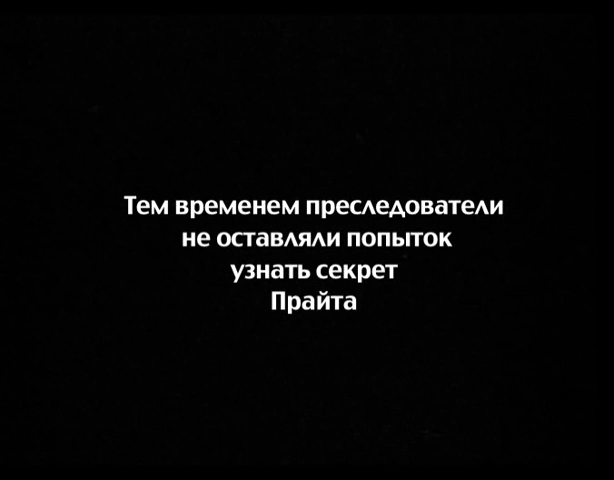 Тем временем преследователи
не оставляли попыток
узнать секрет
Прайта